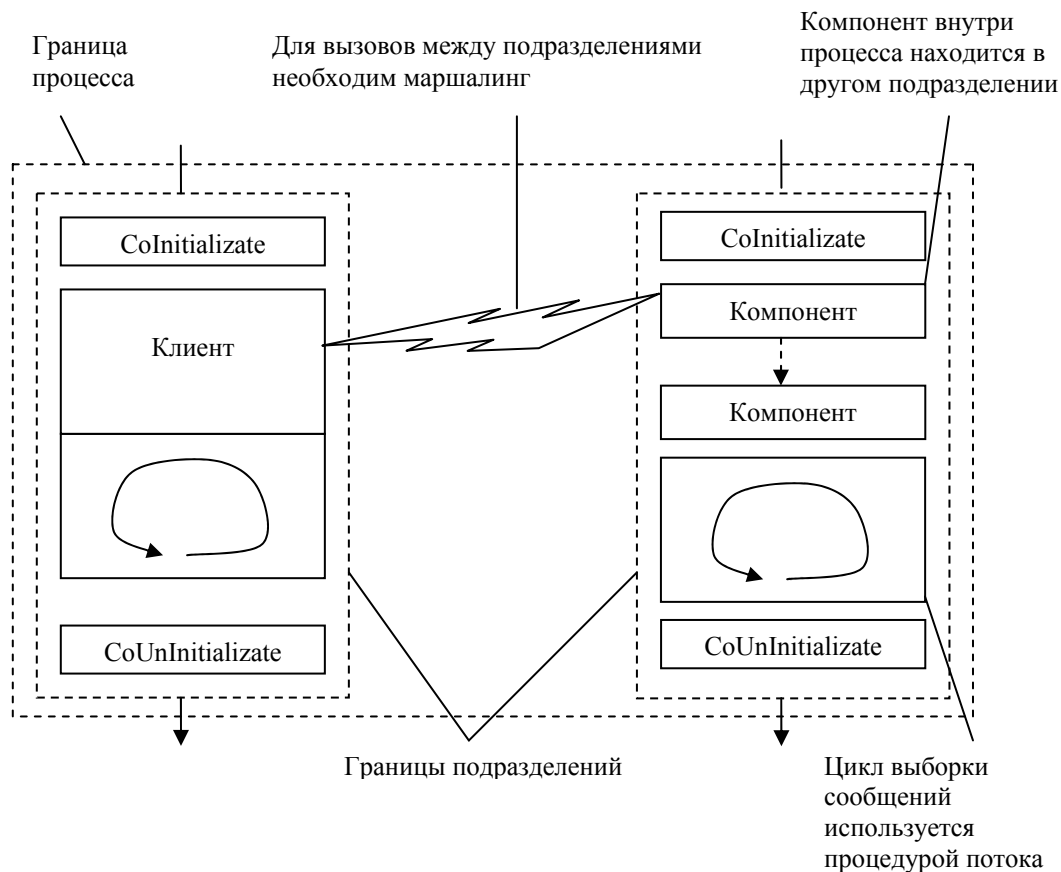 Граница
процесса
Для вызовов между подразделениями
необходим маршалинг
Компонент внутри
процесса находится в
другом подразделении
CoInitializate
Клиент
CoUnInitializate
CoInitializate
Компонент
Компонент
CoUnInitializate
Границы подразделений
Цикл выборки
сообщений
используется
процедурой потока